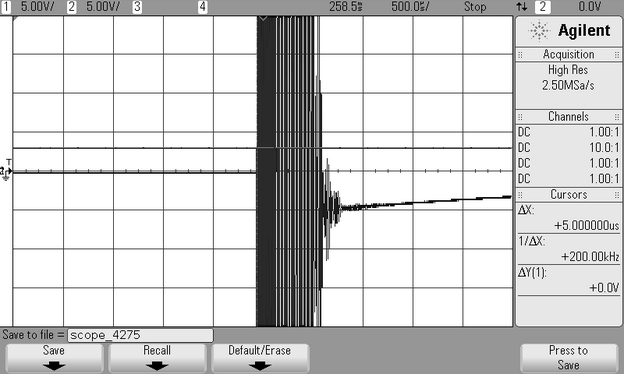 1 5.00V/ 2 5.00V/ 3 4 258.5 500.0 Stop 2 0.0V
Agilent
Acquisition
High Res
2.50MSa/s
Channels
DC 1.00:1
DC 10.0:1
DC 1.00:1
DC 1.00:1
Cursors
ΔX:
+5.000000us
1/ΔX:
+200.00kHz
ΔY(1):
+0.0V
T
Save to file = scope_4275
Save Recall Default/Erase Press to
Save